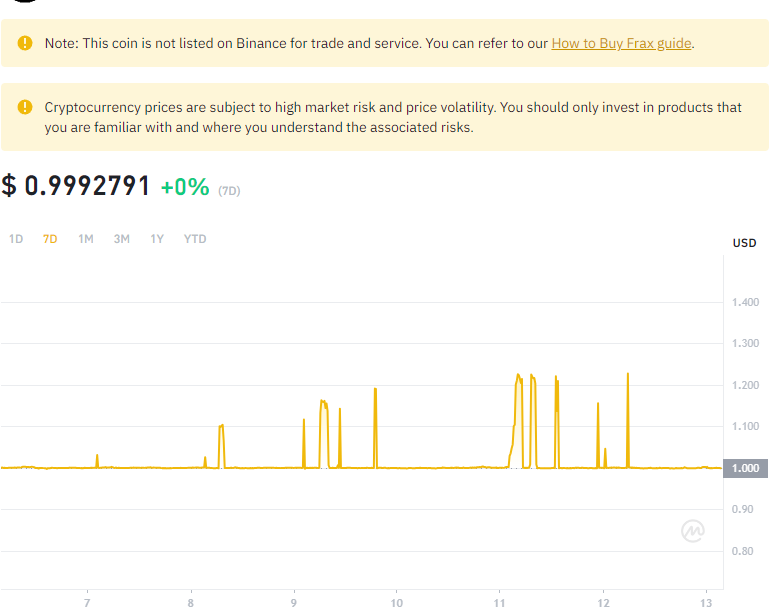 Note: This coin is not listed on Binance for trade and service. You can refer to our How to Buy Frax guide.
Cryptocurrency prices are subject to high market risk and price volatility. You should only invest in products that
you are familiar with and where you understand the associated risks.
$ 0.9992791 +0% (7D)
1D 7D 1M 3M 1Y YTD
USD
1.400
1.300
1.200
1.100
1.000
0.90
0.80
7 8 9 10 11 12 13